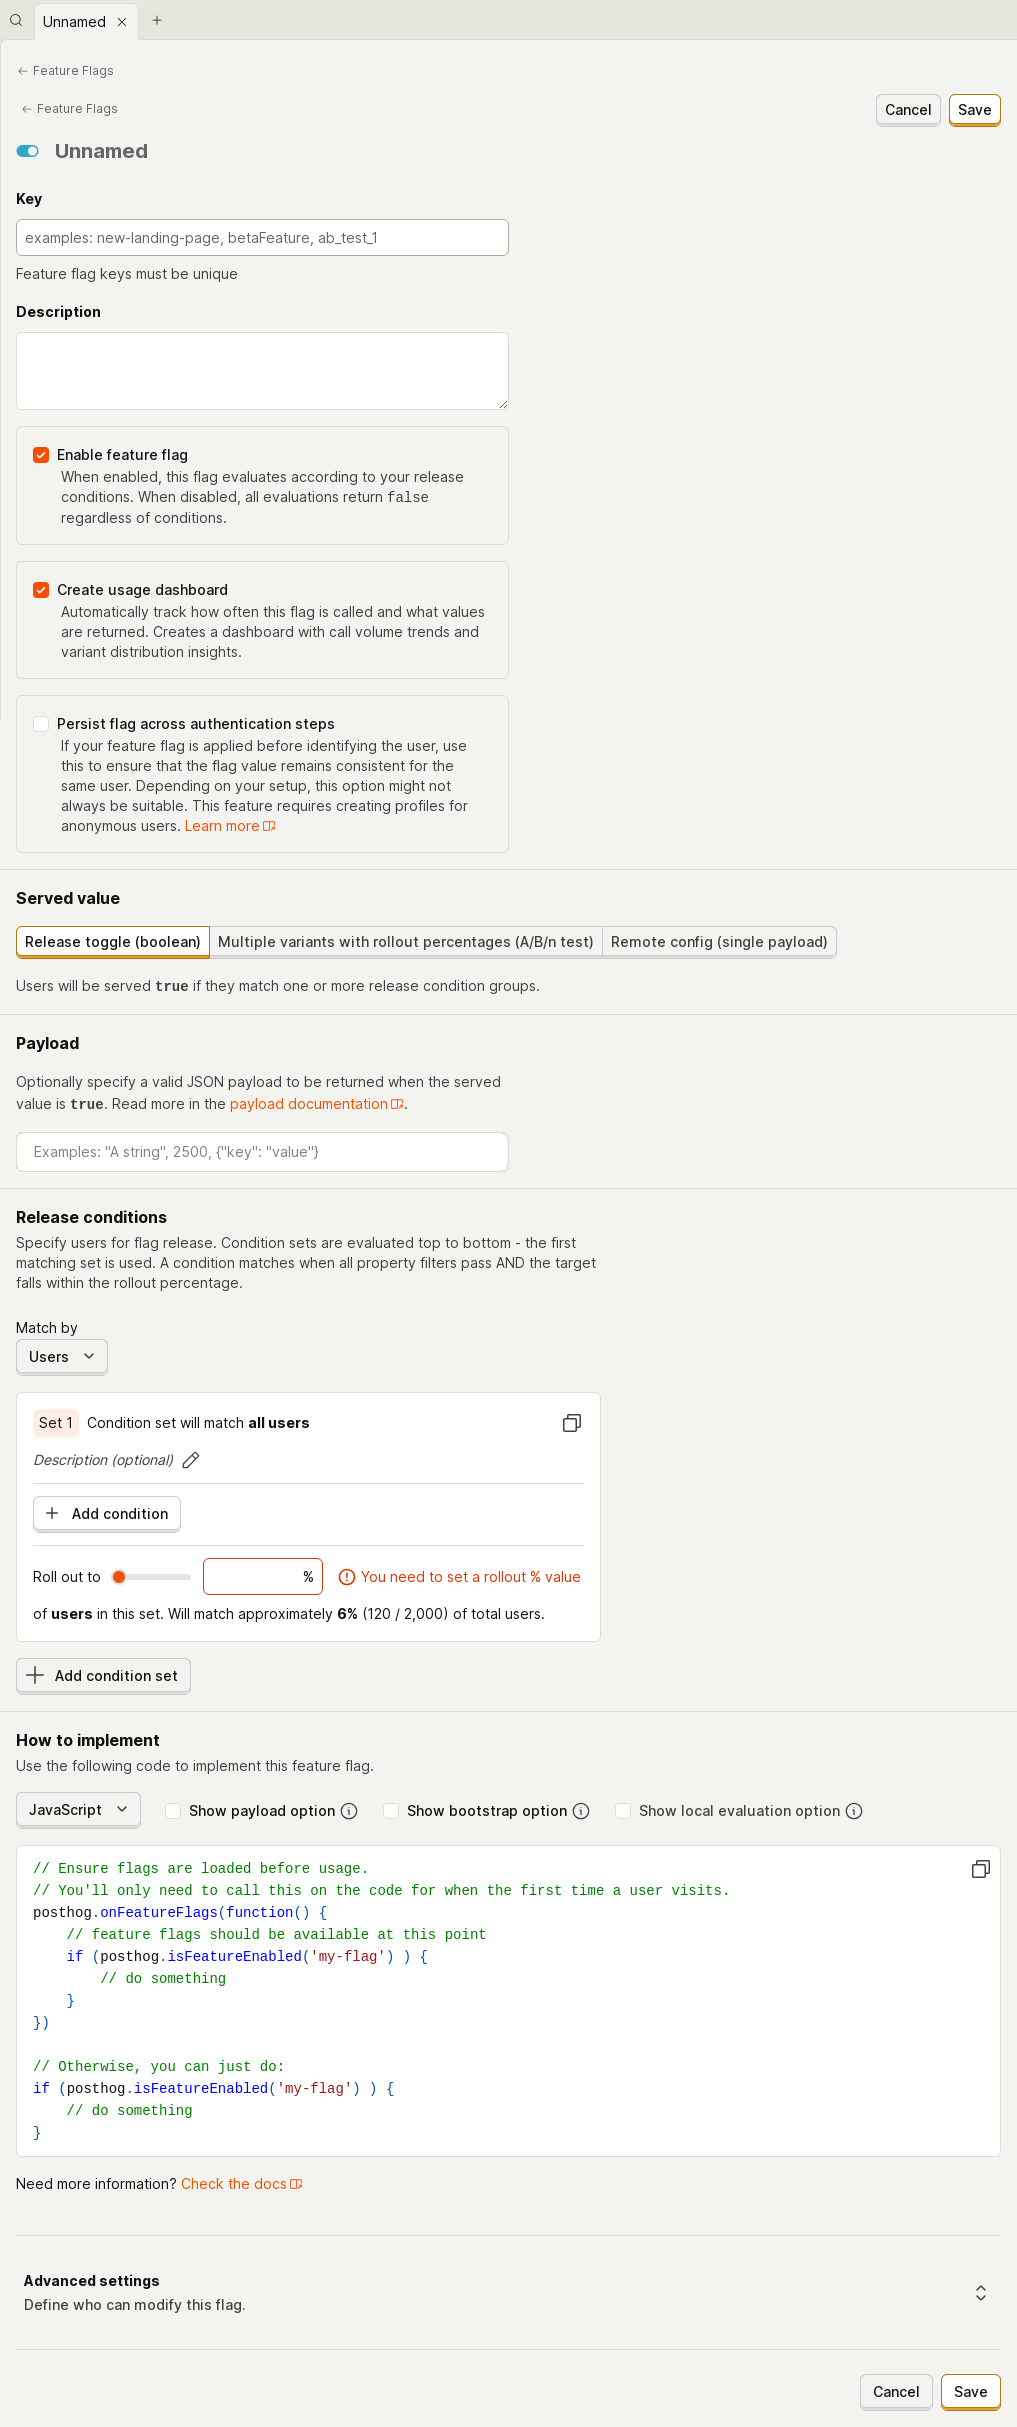 Unnamed
Feature Flags
Feature Flags
Cancel
Save
Unnamed
Key
examples: new-landing-page, betaFeature, ab_test_1
Feature flag keys must be unique
Description
Enable feature flag
When enabled, this flag evaluates according to your release
conditions. When disabled, all evaluations return false
regardless of conditions.
Create usage dashboard
Automatically track how often this flag is called and what values
are returned. Creates a dashboard with call volume trends and
variant distribution insights.
Persist flag across authentication steps
If your feature flag is applied before identifying the user, use
this to ensure that the flag value remains consistent for the
same user. Depending on your setup, this option might not
always be suitable. This feature requires creating profiles for
anonymous users. Learn more
Served value
Release toggle (boolean)
Multiple variants with rollout percentages (A/B/n test)
Remote config (single payload)
Users will be served true if they match one or more release condition groups.
Payload
Optionally specify a valid JSON payload to be returned when the served
value is true. Read more in the payload documentation.
Examples: "A string", 2500, {"key": "value"}
Release conditions
Specify users for flag release. Condition sets are evaluated top to bottom - the first
matching set is used. A condition matches when all property filters pass AND the target
falls within the rollout percentage.
Match by
Users
Set 1 Condition set will match all users
Description (optional)
Add condition
Roll out to % You need to set a rollout % value
of users in this set. Will match approximately 6% (120 / 2,000) of total users.
Add condition set
How to implement
Use the following code to implement this feature flag.
JavaScript
Show payload option
Show bootstrap option
Show local evaluation option
// Ensure flags are loaded before usage.
// You'll only need to call this on the code for when the first time a user visits.
posthog.onFeatureFlags(function() {
    // feature flags should be available at this point
    if (posthog.isFeatureEnabled('my-flag') ) {
        // do something
    }
})
// Otherwise, you can just do:
if (posthog.isFeatureEnabled('my-flag') ) {
    // do something
}
Need more information? Check the docs
Advanced settings
Define who can modify this flag.
Cancel
Save